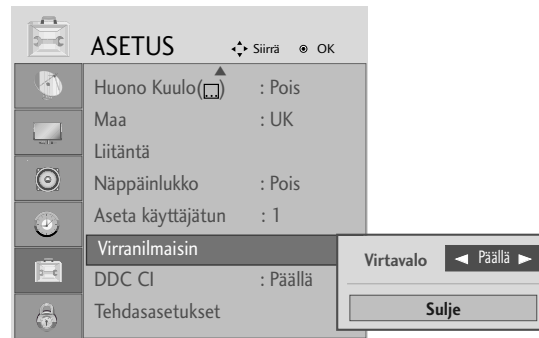 ASETUS Siirrä OK
Huono Kuulo( ) : Pois
Maa : UK
Liitäntä
Näppäinlukko : Pois
Aseta käyttäjätun : 1
Virranilmaisin
Virtavalo ◄ Päällä ►
DDC CI : Päällä
Sulje
Tehdasasetukset